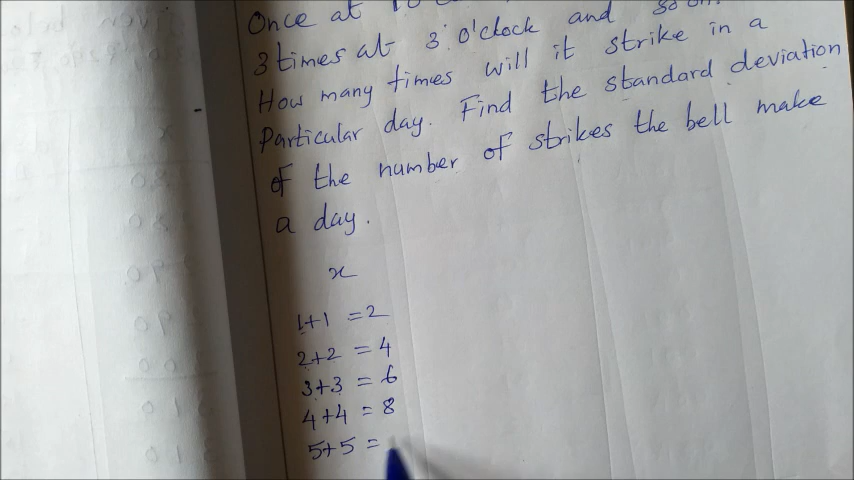 Once at
3 times at 3 O'clock and so on.
How many times will it strike in a
Particular day. Find the standard deviation
of the number of strikes the bell make
a day.
x
1+1 = 2
2+2 = 4
3+3 = 6
4+4 = 8
5+5 =